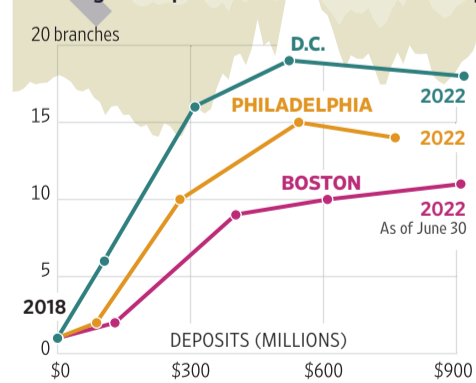 20 branches
D.C.
2022
15
PHILADELPHIA
2022
10
BOSTON
2022
As of June 30
5
2018
0
DEPOSITS (MILLIONS)
$0
$300
$600
$900